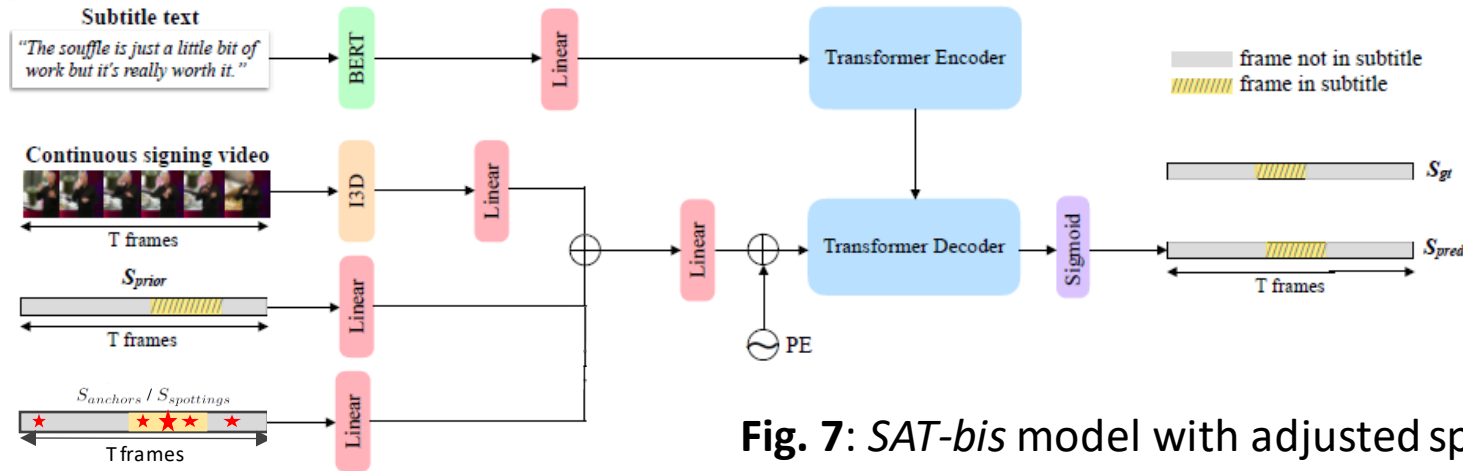 Subtitle text
“The souffle is just a little bit of
work but it's really worth it.”
BERT
Linear
Transformer Encoder
frame not in subtitle
frame in subtitle
Continuous signing video
T frames
I3D
Linear
S_prior
T frames
Linear
S_anchors / S_spottings
T frames
Linear
Linear
PE
Transformer Decoder
Sigmoid
S_gt
S_pred
T frames
Fig. 7: SAT-bis model with adjusted sp